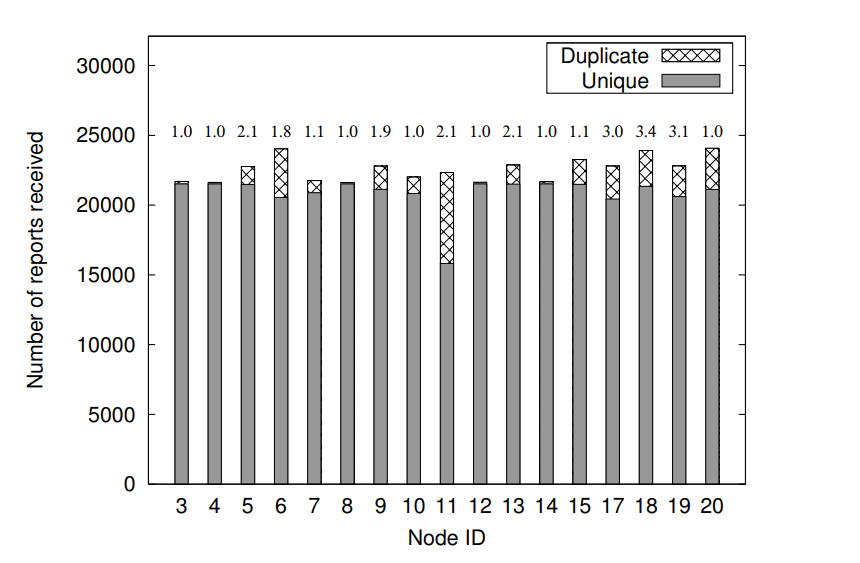 Duplicate
Unique
30000
25000
20000
15000
10000
5000
0
Number of reports received
1.0 1.0 2.1 1.8 1.1 1.0 1.9 1.0 2.1 1.0 2.1 1.0 1.1 3.0 3.4 3.1 1.0
3 4 5 6 7 8 9 10 11 12 13 14 15 17 18 19 20
Node ID